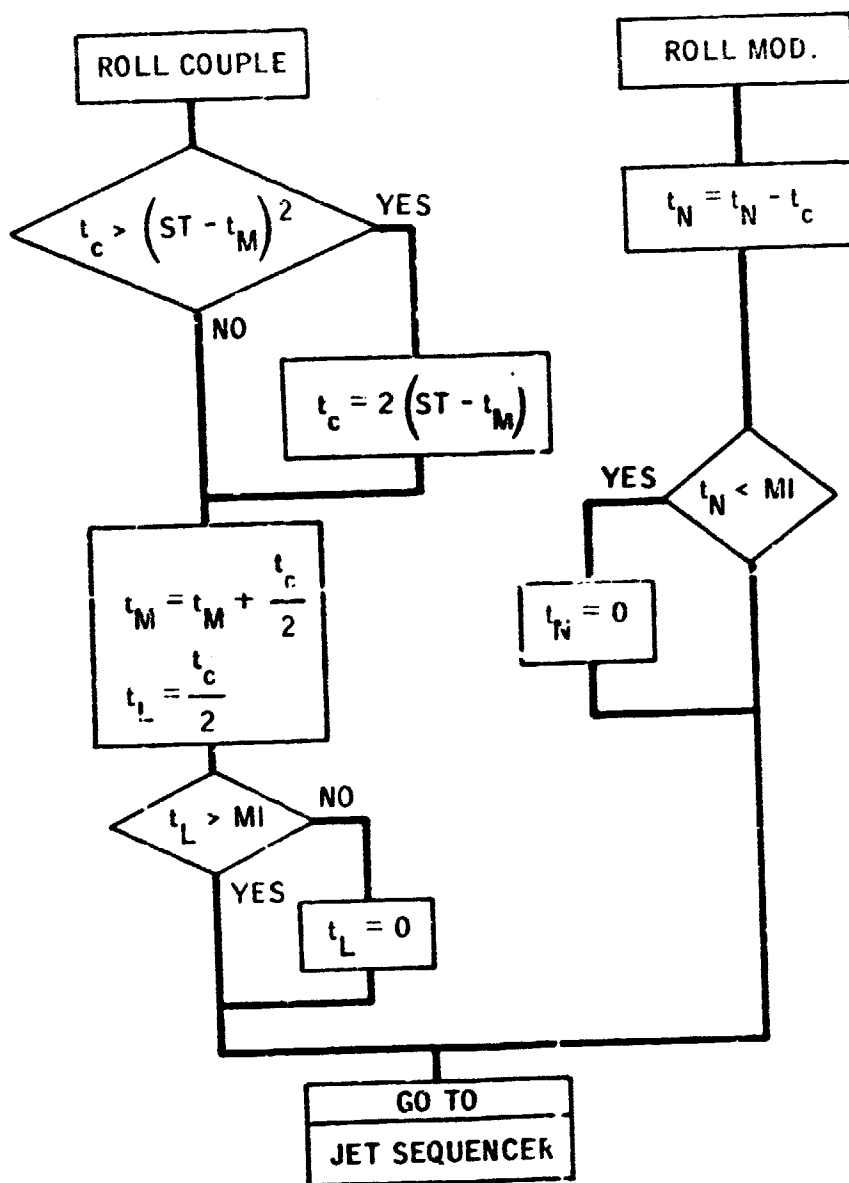 ROLL COUPLE
t_c > (ST - t_M)^2
YES
NO
t_c = 2 (ST - t_M)
t_M = t_M + t_c/2
t_L = t_c/2
t_L > MI
NO
YES
t_L = 0
ROLL MOD.
t_N = t_N - t_c
t_N < MI
YES
t_N = 0
GO TO
JET SEQUENCER